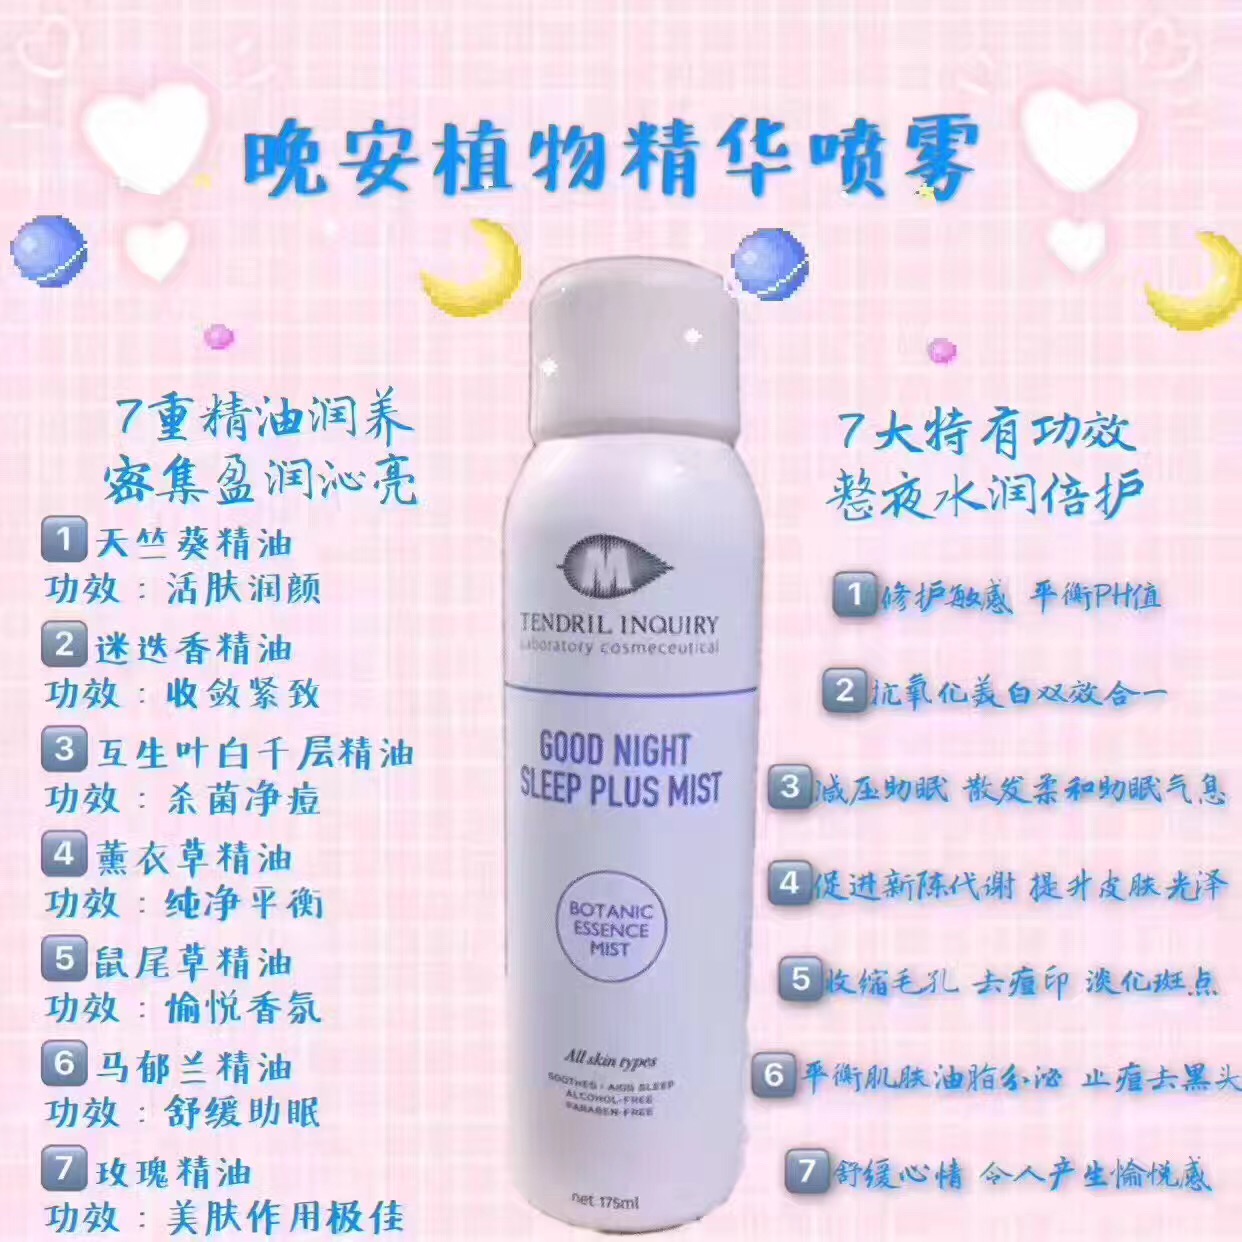 晚安植物精华喷雾
7重精油润养
密集盈润沁亮
1 天竺葵精油
功效：活肤润颜
2 迷迭香精油
功效：收敛紧致
3 互生叶白千层精油
功效：杀菌净痘
4 薰衣草精油
功效：纯净平衡
5 鼠尾草精油
功效：愉悦香氛
6 马郁兰精油
功效：舒缓助眠
7 玫瑰精油
功效：美肤作用极佳
M
TENDRIL INQUIRY
Laboratory cosmeceutical
GOOD NIGHT
SLEEP PLUS MIST
BOTANIC
ESSENCE
MIST
All skin types
SOOTHES · AIDS SLEEP
ALCOHOL-FREE
PARABEN-FREE
net 175ml
7大特有功效
整夜水润倍护
1 修护敏感 平衡PH值
2 抗氧化美白双效合一
3 减压助眠 散发柔和助眠气息
4 促进新陈代谢 提升皮肤光泽
5 收缩毛孔 去痘印 淡化斑点
6 平衡肌肤油脂分泌 止痘去黑头
7 舒缓心情 令人产生愉悦感